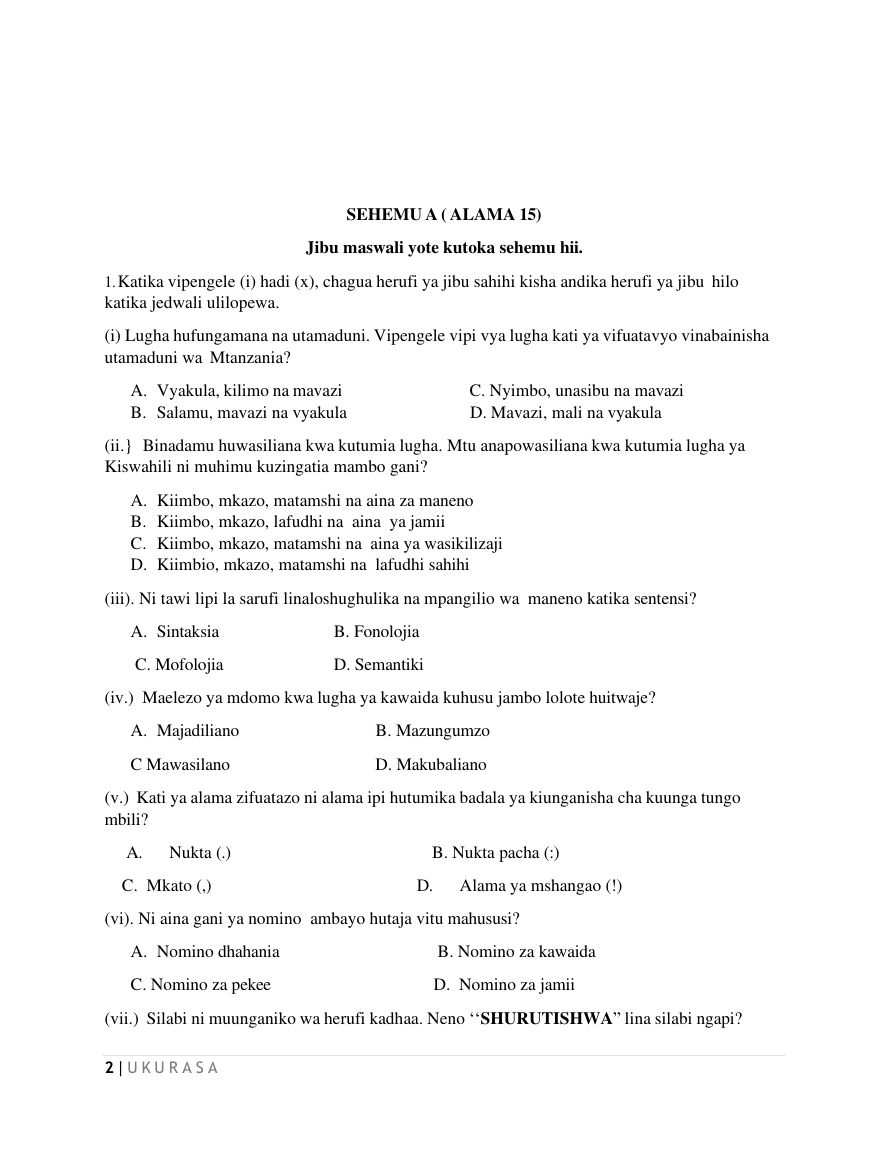 SEHEMU A ( ALAMA 15)
Jibu maswali yote kutoka sehemu hii.
1. Katika vipengele (i) hadi (x), chagua herufi ya jibu sahihi kisha andika herufi ya jibu hilo
katika jedwali ulilopewa.
(i) Lugha hufungamana na utamaduni. Vipengele vipi vya lugha kati ya vifuatavyo vinabainisha
utamaduni wa Mtanzania?
A. Vyakula, kilimo na mavazi C. Nyimbo, unasibu na mavazi
B. Salamu, mavazi na vyakula D. Mavazi, mali na vyakula
(ii.} Binadamu huwasiliana kwa kutumia lugha. Mtu anapowasiliana kwa kutumia lugha ya
Kiswahili ni muhimu kuzingatia mambo gani?
A. Kiimbo, mkazo, matamshi na aina za maneno
B. Kiimbo, mkazo, lafudhi na aina ya jamii
C. Kiimbo, mkazo, matamshi na aina ya wasikilizaji
D. Kiimbio, mkazo, matamshi na lafudhi sahihi
(iii). Ni tawi lipi la sarufi linaloshughulika na mpangilio wa maneno katika sentensi?
A. Sintaksia B. Fonolojia
C. Mofolojia D. Semantiki
(iv.) Maelezo ya mdomo kwa lugha ya kawaida kuhusu jambo lolote huitwaje?
A. Majadiliano B. Mazungumzo
C Mawasilano D. Makubaliano
(v.) Kati ya alama zifuatazo ni alama ipi hutumika badala ya kiunganisha cha kuunga tungo
mbili?
A. Nukta (.) B. Nukta pacha (:)
C. Mkato (,) D. Alama ya mshangao (!)
(vi). Ni aina gani ya nomino ambayo hutaja vitu mahususi?
A. Nomino dhahania B. Nomino za kawaida
C. Nomino za pekee D. Nomino za jamii
(vii.) Silabi ni muunganiko wa herufi kadhaa. Neno ‘‘SHURUTISHWA” lina silabi ngapi?
2 | UKURASA